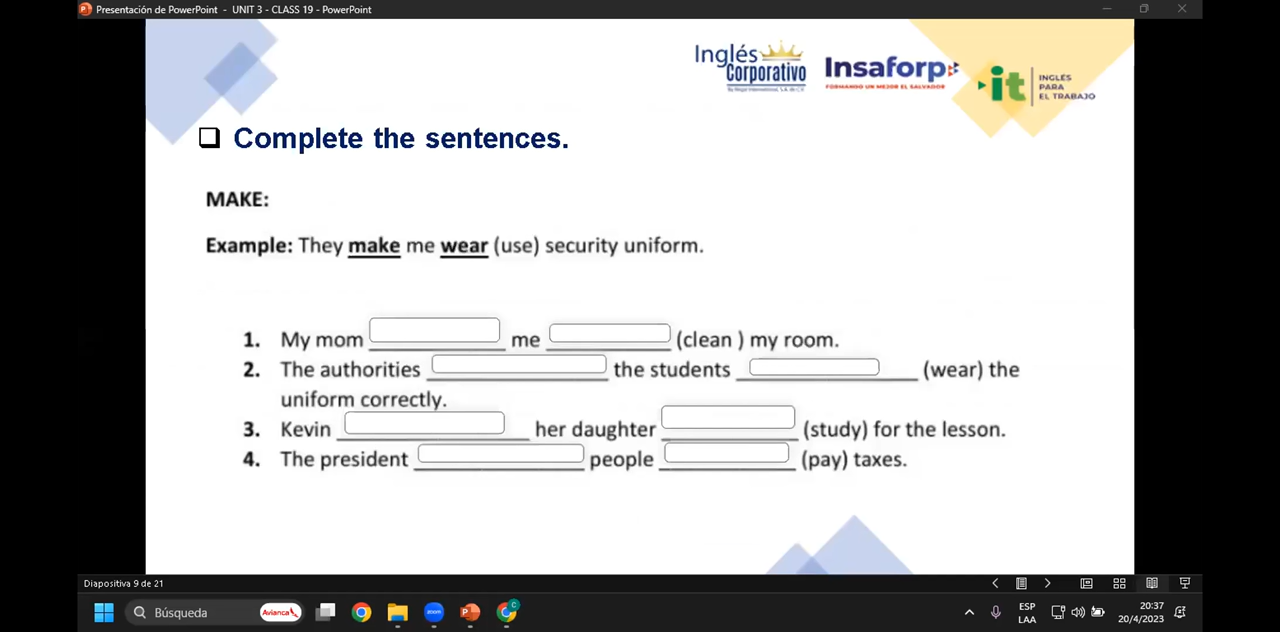 Presentación de PowerPoint - UNIT 3 - CLASS 19 - PowerPoint
Inglés
Corporativo
Insaforp
FORMANDO UN MEJOR EL SALVADOR
it
INGLÉS
PARA
EL TRABAJO
Complete the sentences.
MAKE:
Example: They make me wear (use) security uniform.
1. My mom me (clean ) my room.
2. The authorities the students (wear) the
uniform correctly.
3. Kevin her daughter (study) for the lesson.
4. The president people (pay) taxes.
Diapositiva 9 de 21
Búsqueda
Avianca
zoom
ESP
LAA
20:37
20/4/2023